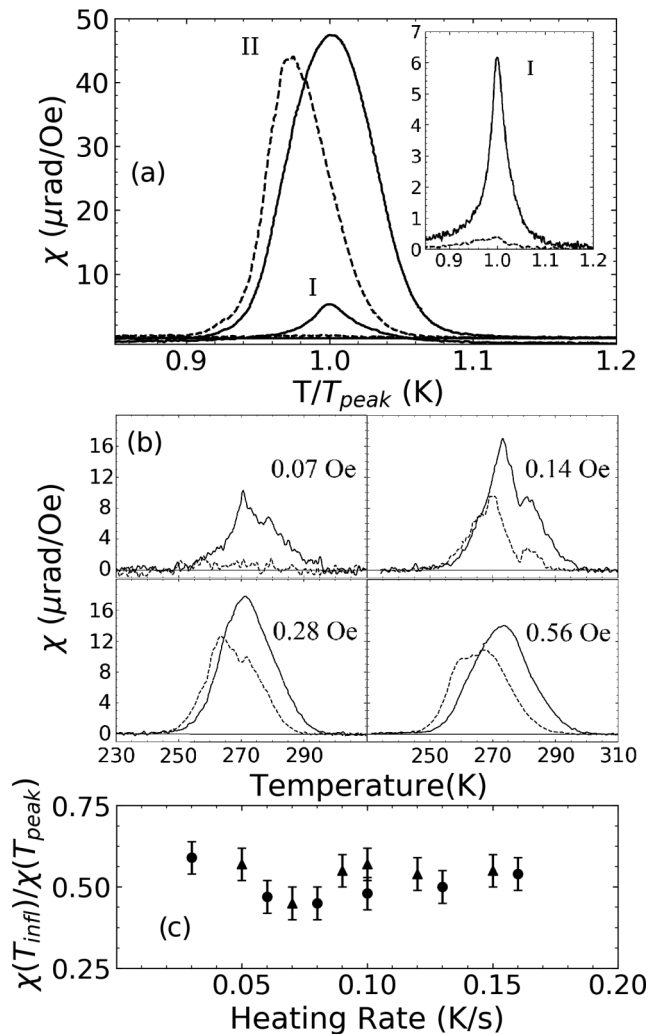 50
40
30
20
10
χ (μrad/Oe)
(a)
II
I
7
6
5
4
3
2
1
0
I
0.9 1.0 1.1 1.2
0.9 1.0 1.1 1.2
T/T_peak (K)
(b)
0.07 Oe
0.14 Oe
16
12
8
4
0
χ (μrad/Oe)
0.28 Oe
0.56 Oe
16
12
8
4
0
230 250 270 290 250 270 290 310
Temperature(K)
0.75
0.50
0.25
χ(T_infl)/χ(T_peak)
(c)
0.05 0.10 0.15 0.20
Heating Rate (K/s)